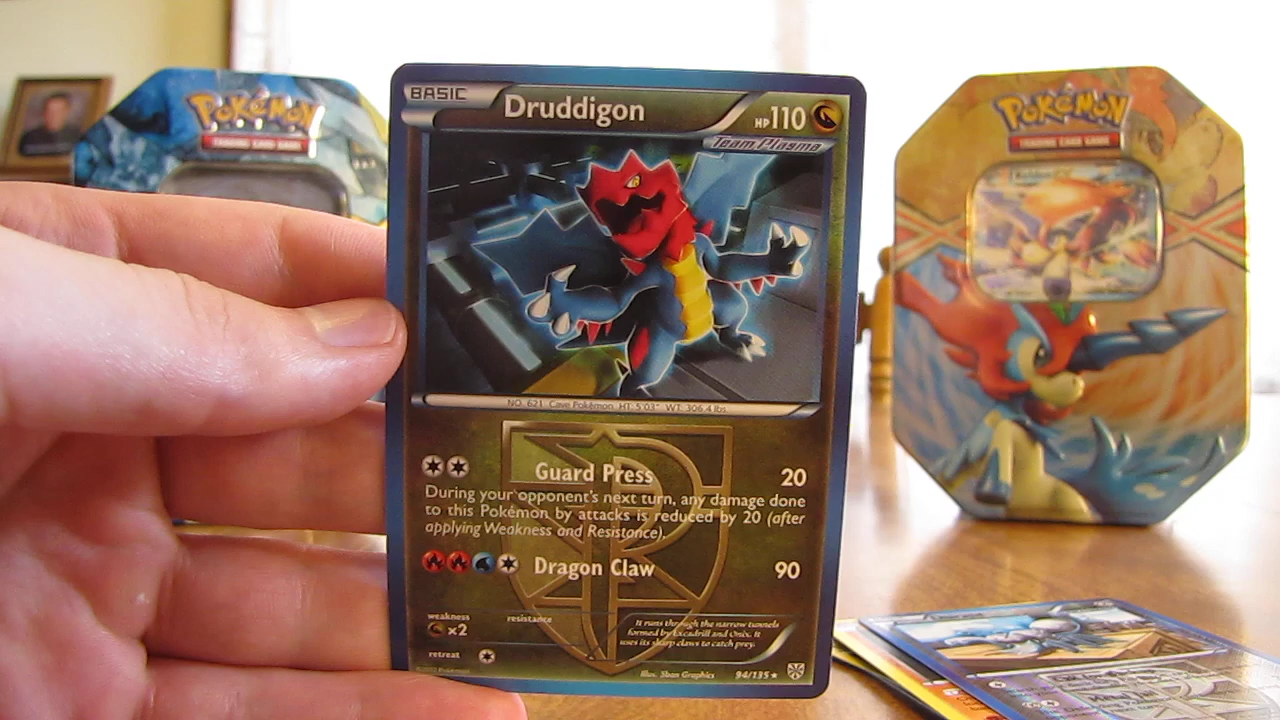 POKéMON
TRADING CARD GAME
BASIC
Druddigon
HP110
Team Plasma
NO. 621 Cave Pokémon HT: 5'03" WT: 306.4 lbs.
Guard Press 20
During your opponent's next turn, any damage done
to this Pokémon by attacks is reduced by 20 (after
applying Weakness and Resistance).
Dragon Claw 90
weakness
resistance
x2
retreat
It runs through the narrow tunnels
formed by Excadrill and Onix. It
uses its sharp claws to catch prey.
Illus. 5ban Graphics
94/135
POKéMON
TRADING CARD GAME